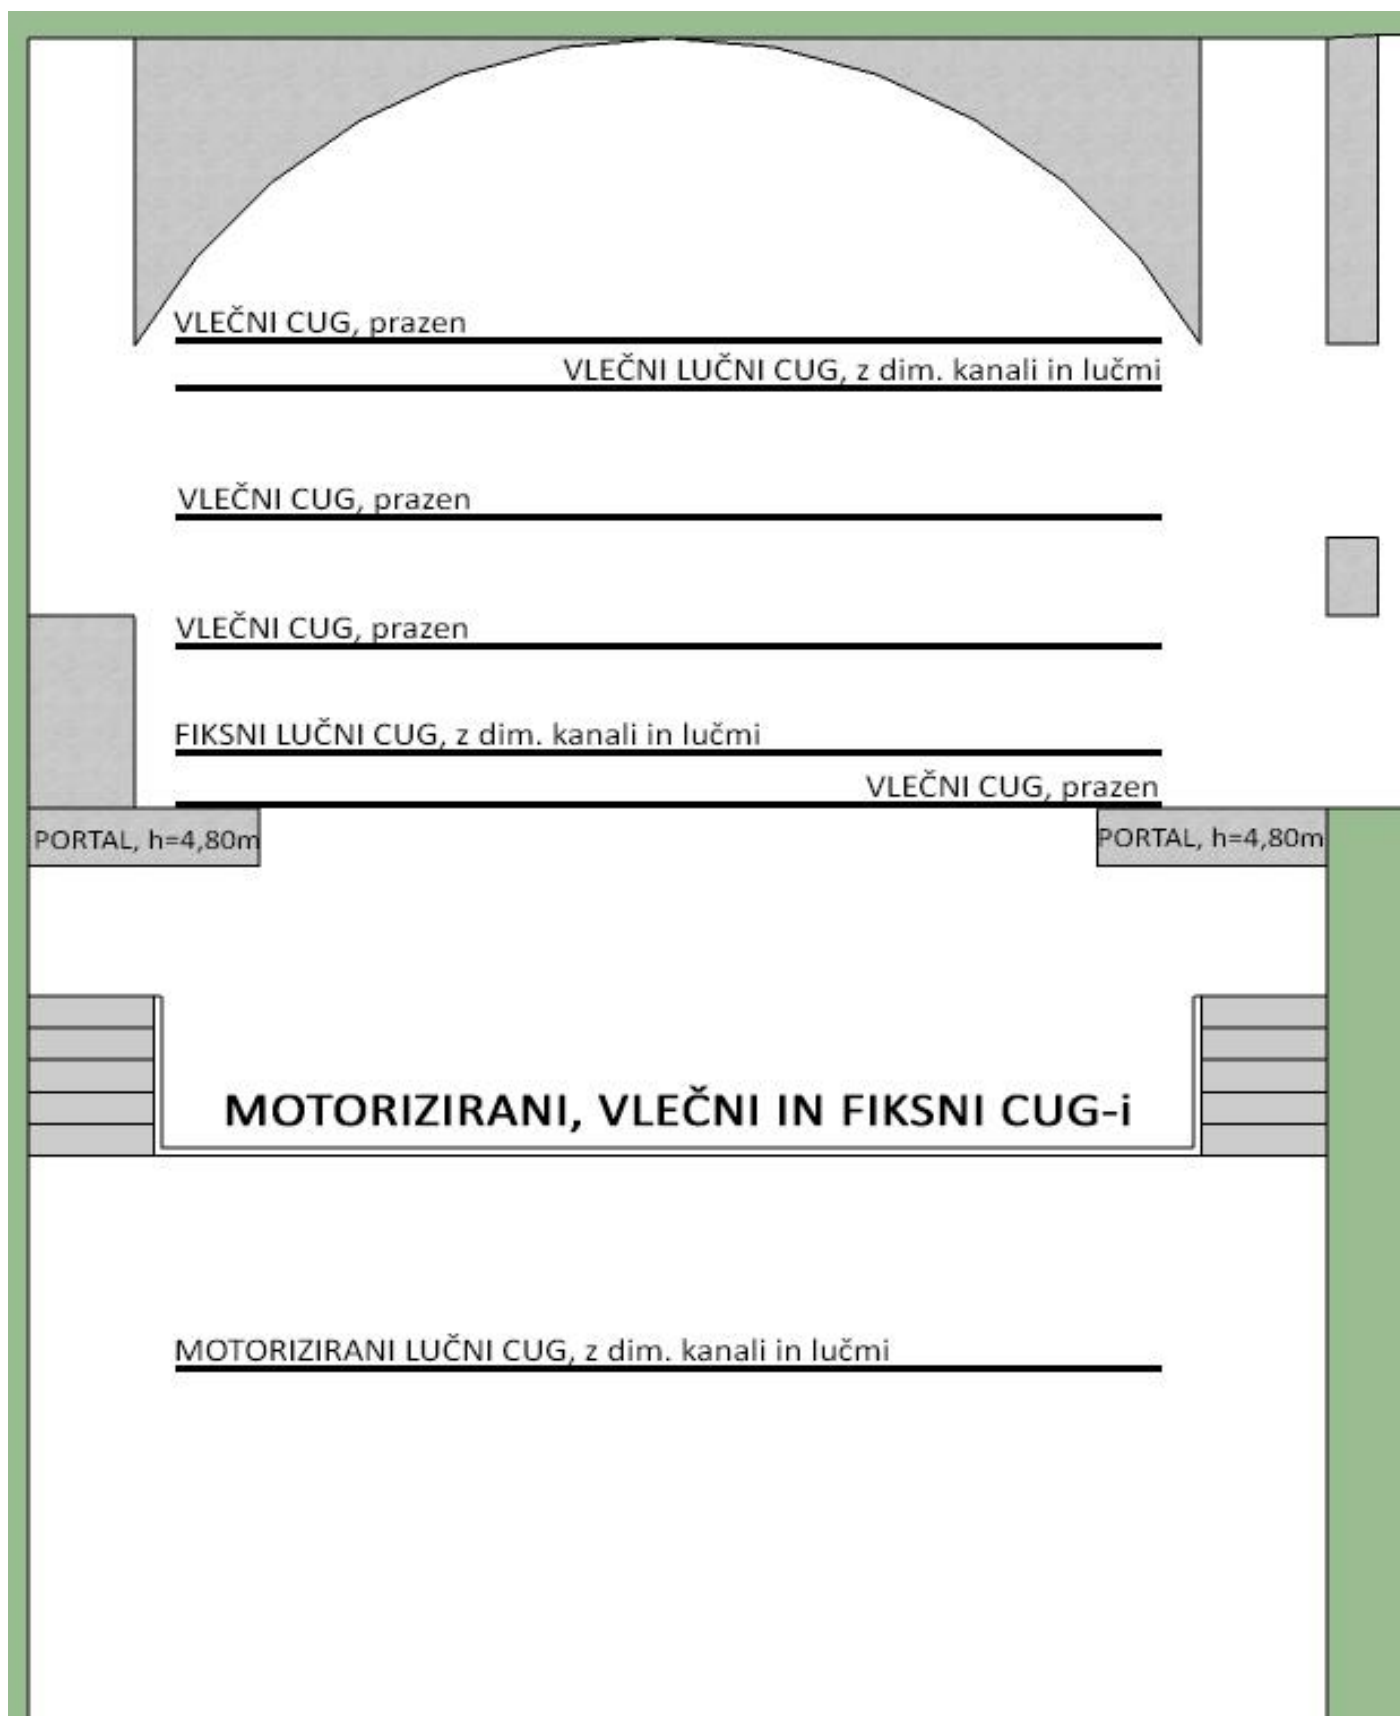 VLEČNI CUG, prazen
VLEČNI LUČNI CUG, z dim. kanali in lučmi
VLEČNI CUG, prazen
VLEČNI CUG, prazen
FIKSNI LUČNI CUG, z dim. kanali in lučmi
VLEČNI CUG, prazen
PORTAL, h=4,80m
PORTAL, h=4,80m
MOTORIZIRANI, VLEČNI IN FIKSNI CUG-i
MOTORIZIRANI LUČNI CUG, z dim. kanali in lučmi